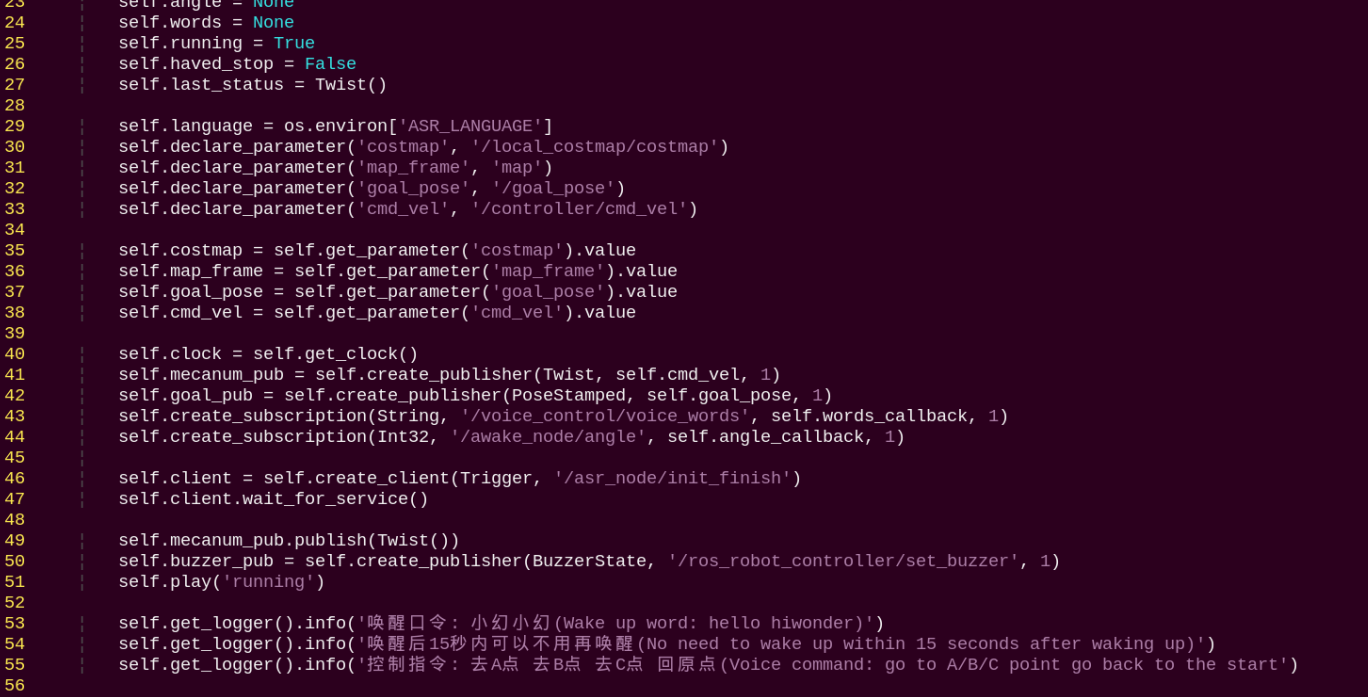 23 self.angle = None
24 self.words = None
25 self.running = True
26 self.haved_stop = False
27 self.last_status = Twist()
28
29 self.language = os.environ['ASR_LANGUAGE']
30 self.declare_parameter('costmap', '/local_costmap/costmap')
31 self.declare_parameter('map_frame', 'map')
32 self.declare_parameter('goal_pose', '/goal_pose')
33 self.declare_parameter('cmd_vel', '/controller/cmd_vel')
34
35 self.costmap = self.get_parameter('costmap').value
36 self.map_frame = self.get_parameter('map_frame').value
37 self.goal_pose = self.get_parameter('goal_pose').value
38 self.cmd_vel = self.get_parameter('cmd_vel').value
39
40 self.clock = self.get_clock()
41 self.mecanum_pub = self.create_publisher(Twist, self.cmd_vel, 1)
42 self.goal_pub = self.create_publisher(PoseStamped, self.goal_pose, 1)
43 self.create_subscription(String, '/voice_control/voice_words', self.words_callback, 1)
44 self.create_subscription(Int32, '/awake_node/angle', self.angle_callback, 1)
45
46 self.client = self.create_client(Trigger, '/asr_node/init_finish')
47 self.client.wait_for_service()
48
49 self.mecanum_pub.publish(Twist())
50 self.buzzer_pub = self.create_publisher(BuzzerState, '/ros_robot_controller/set_buzzer', 1)
51 self.play('running')
52
53 self.get_logger().info('唤醒口令: 小幻小幻(Wake up word: hello hiwonder)')
54 self.get_logger().info('唤醒后15秒内可以不用再唤醒(No need to wake up within 15 seconds after waking up)')
55 self.get_logger().info('控制指令: 去A点 去B点 去C点 回原点(Voice command: go to A/B/C point go back to the start')
56